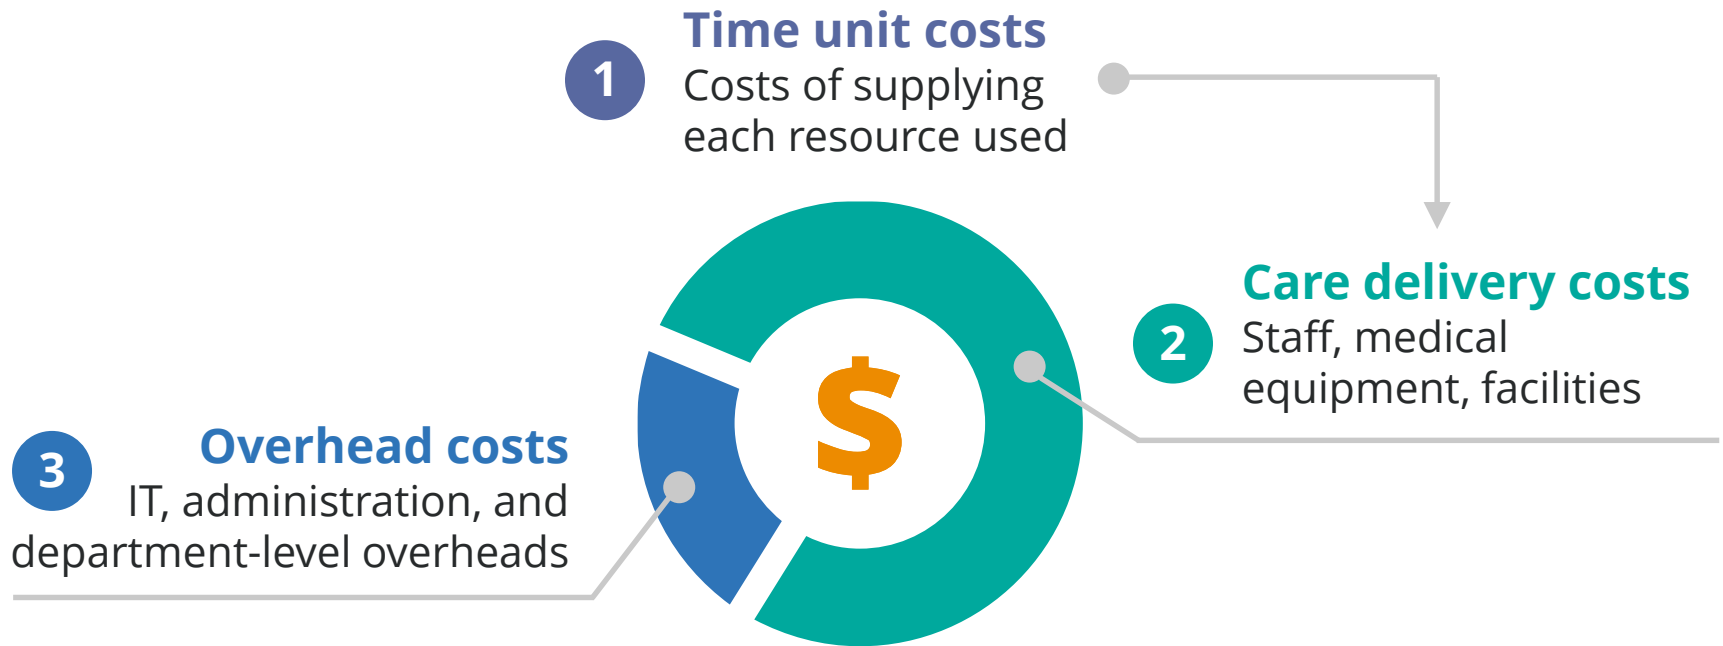 1
Time unit costs
Costs of supplying
each resource used
2
Care delivery costs
Staff, medical
equipment, facilities
3
Overhead costs
IT, administration, and
department-level overheads
$